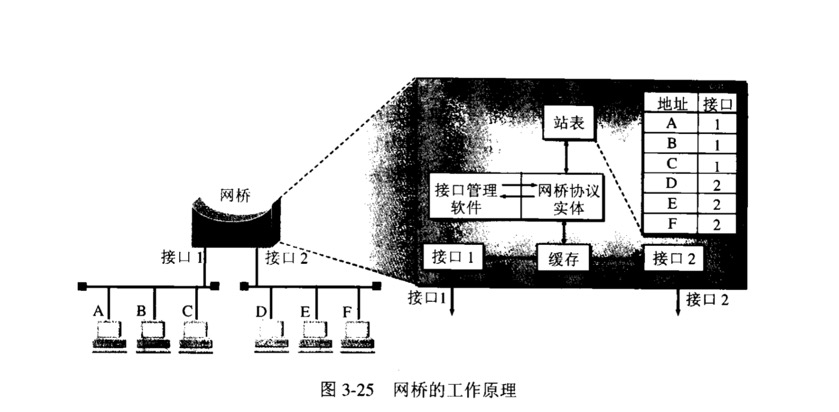 网桥
接口 1
接口 2
A B C D E F
站表
接口管理
软件
网桥协议
实体
接口 1
缓存
接口 2
接口1
接口 2
地址 接口
A 1
B 1
C 1
D 2
E 2
F 2
图 3-25 网桥的工作原理